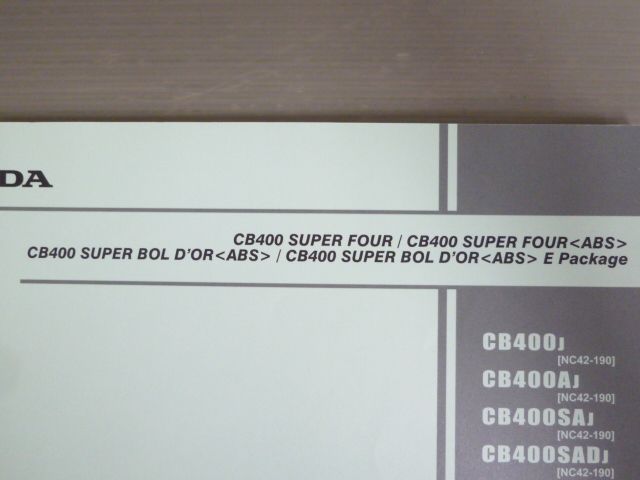 DA
CB400 SUPER FOUR / CB400 SUPER FOUR<ABS>
CB400 SUPER BOL D'OR<ABS> / CB400 SUPER BOL D'OR<ABS> E Package
CB400J
[NC42-190]
CB400AJ
[NC42-190]
CB400SAJ
[NC42-190]
CB400SADJ
[NC42-190]